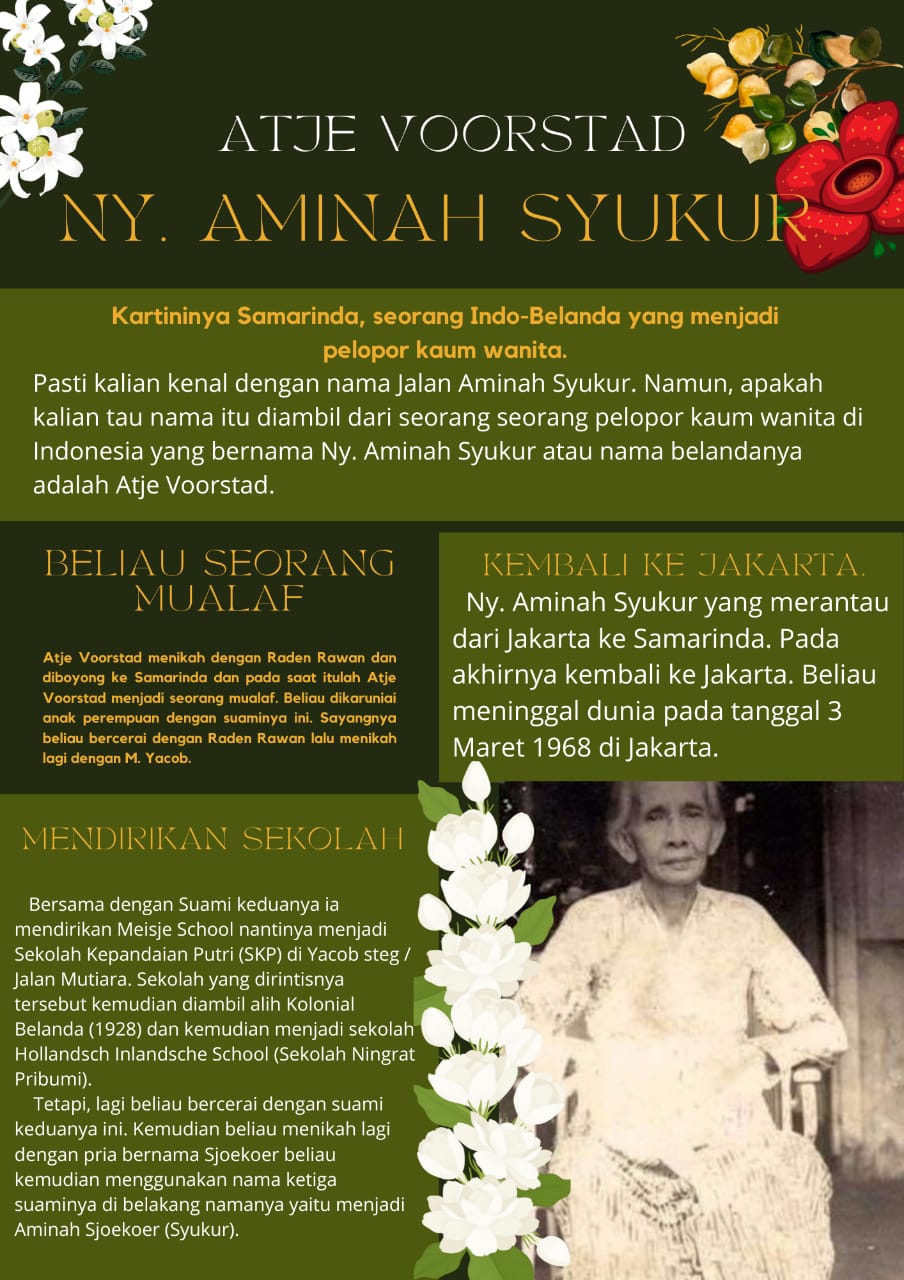 ATJE VOORSTAD
NY. AMINAH SYUKUR
Kartininya Samarinda, seorang Indo-Belanda yang menjadi
pelopor kaum wanita.
Pasti kalian kenal dengan nama Jalan Aminah Syukur. Namun, apakah
kalian tau nama itu diambil dari seorang seorang pelopor kaum wanita di
Indonesia yang bernama Ny. Aminah Syukur atau nama belandanya
adalah Atje Voorstad.
BELIAU SEORANG
MUALAF
Atje Voorstad menikah dengan Raden Rawan dan
diboyong ke Samarinda dan pada saat itulah Atje
Voorstad menjadi seorang mualaf. Beliau dikaruniai
anak perempuan dengan suaminya ini. Sayangnya
beliau bercerai dengan Raden Rawan lalu menikah
lagi dengan M. Yacob.
KEMBALI KE JAKARTA.
Ny. Aminah Syukur yang merantau
dari Jakarta ke Samarinda. Pada
akhirnya kembali ke Jakarta. Beliau
meninggal dunia pada tanggal 3
Maret 1968 di Jakarta.
MENDIRIKAN SEKOLAH
Bersama dengan Suami keduanya ia
mendirikan Meisje School nantinya menjadi
Sekolah Kepandaian Putri (SKP) di Yacob steg /
Jalan Mutiara. Sekolah yang dirintisnya
tersebut kemudian diambil alih Kolonial
Belanda (1928) dan kemudian menjadi sekolah
Hollandsch Inlandsche School (Sekolah Ningrat
Pribumi).
Tetapi, lagi beliau bercerai dengan suami
keduanya ini. Kemudian beliau menikah lagi
dengan pria bernama Sjoekoer beliau
kemudian menggunakan nama ketiga
suaminya di belakang namanya yaitu menjadi
Aminah Sjoekoer (Syukur).